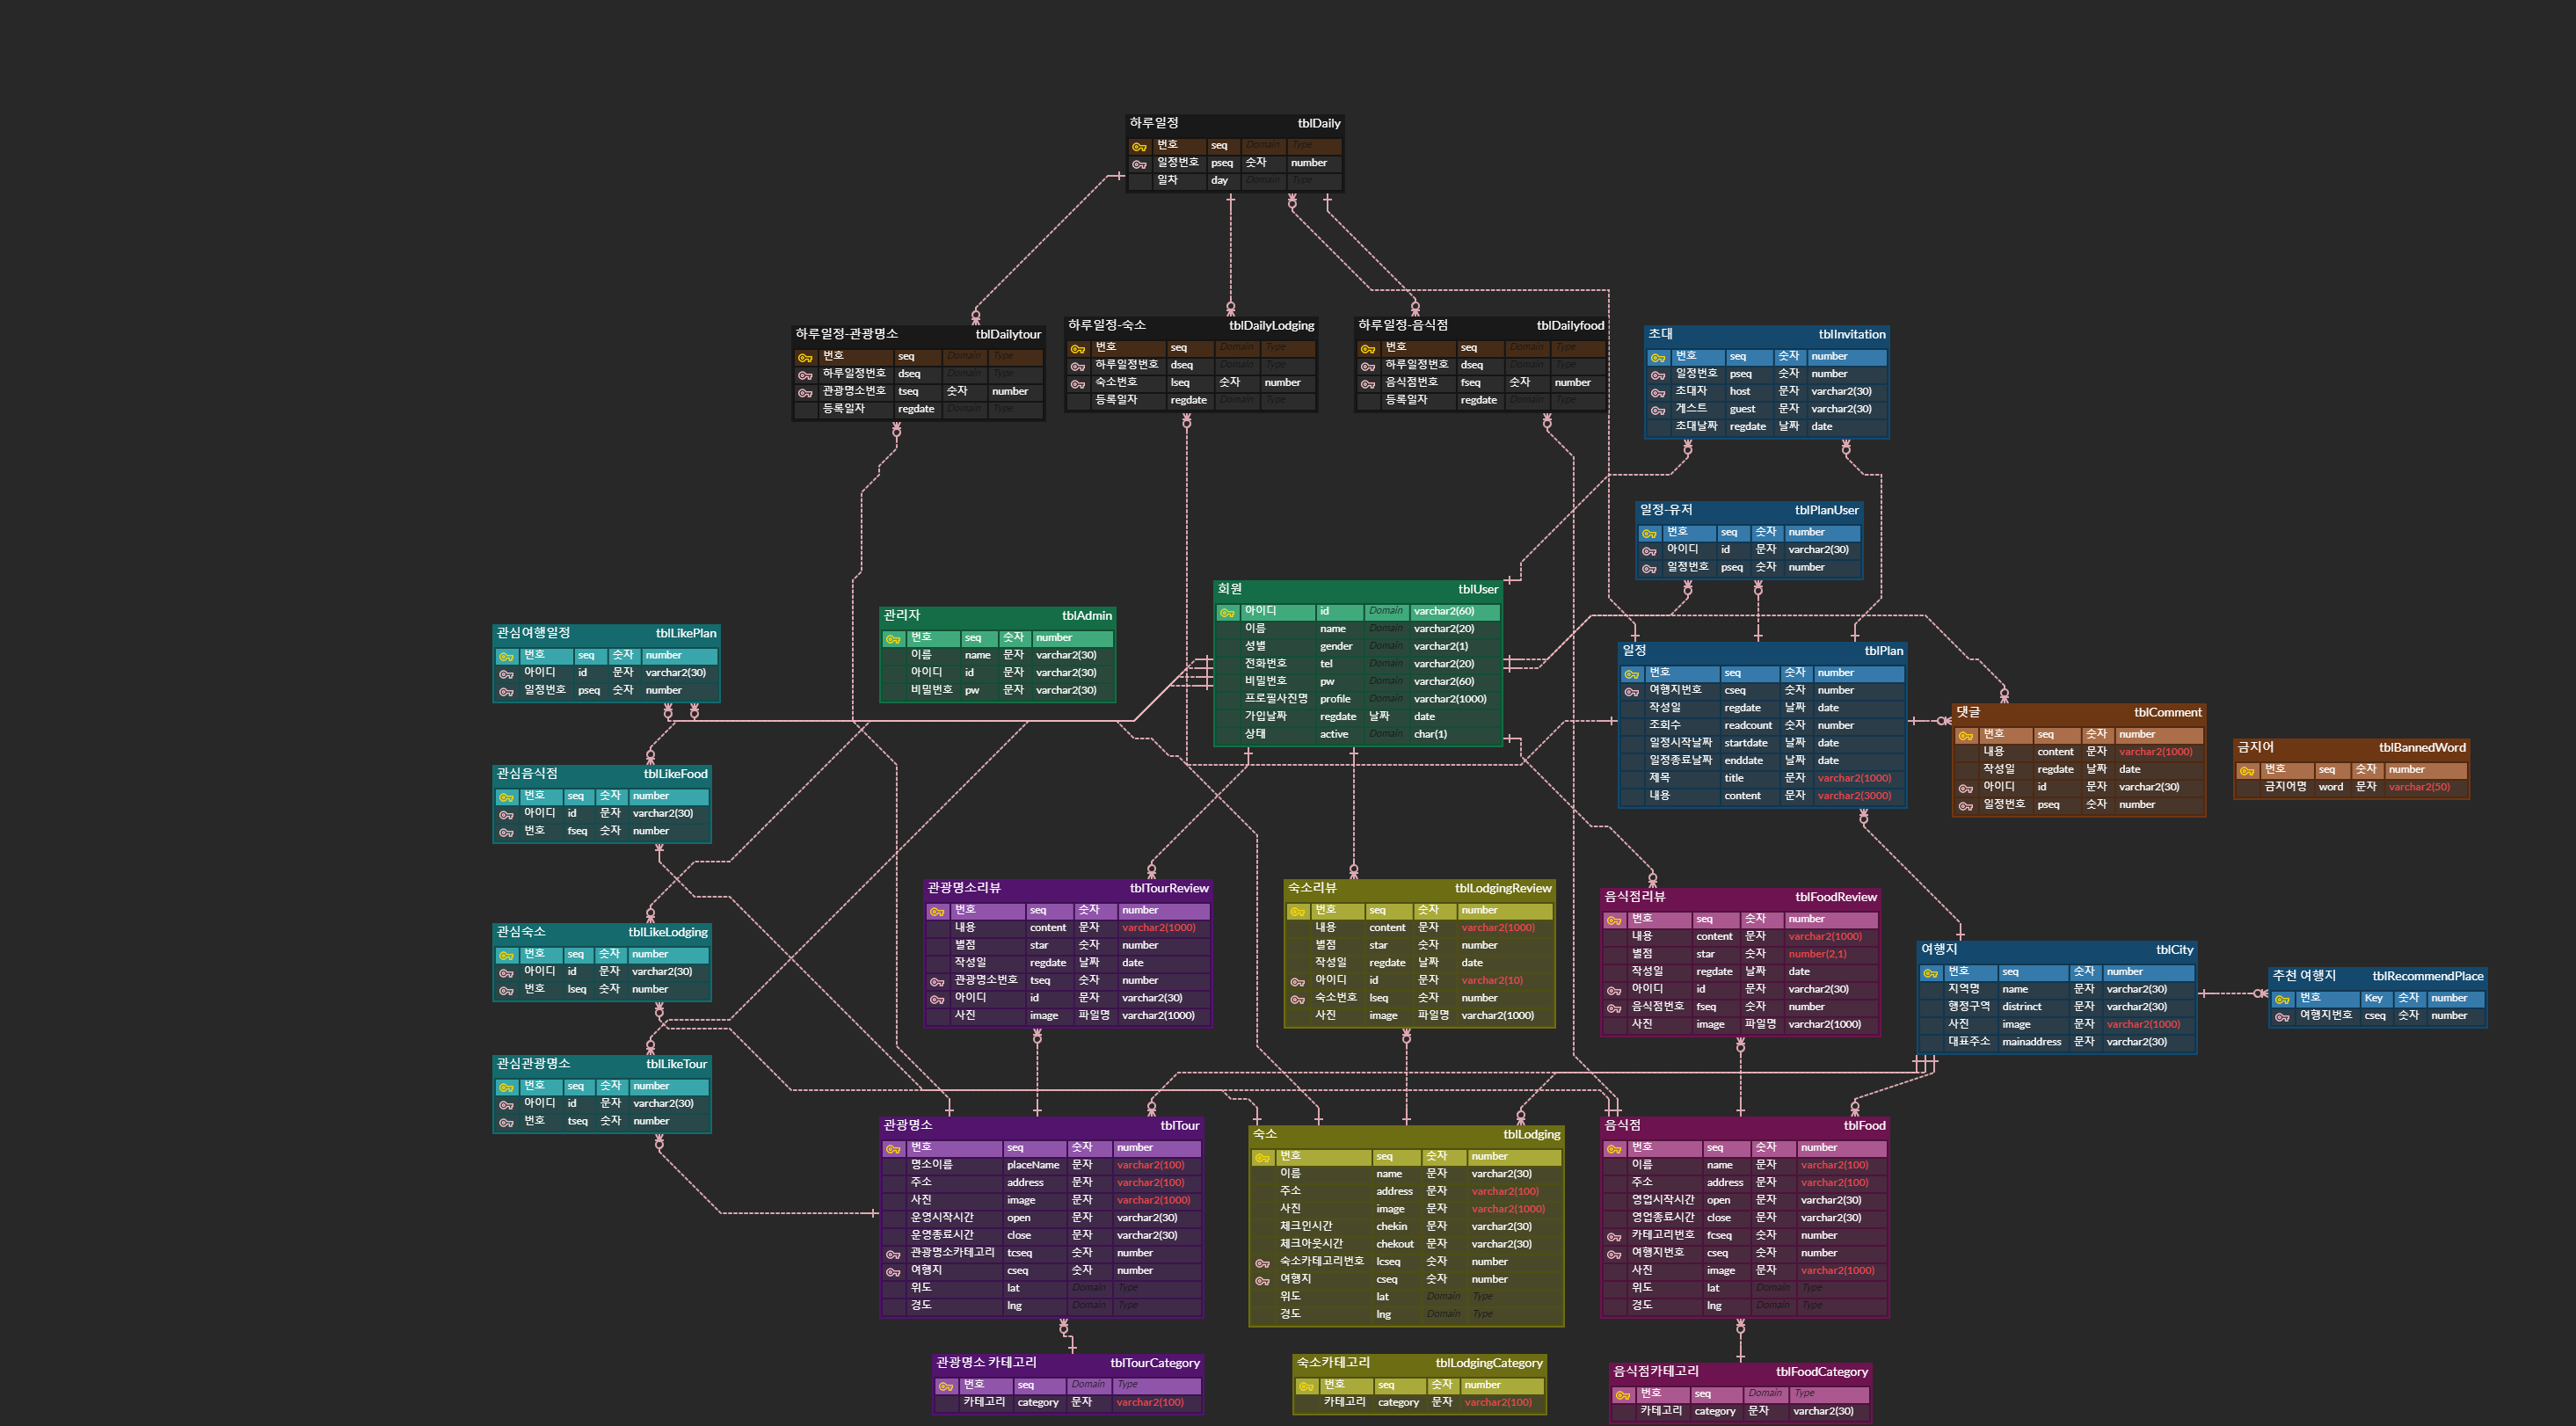 하루일정 tblDaily
번호 seq Domain Type
일정번호 pseq 숫자 number
일차 day Domain Type
하루일정-관광명소 tblDailytour
번호 seq Domain Type
하루일정번호 dseq Domain Type
관광명소번호 tseq 숫자 number
등록일자 regdate Domain Type
하루일정-숙소 tblDailyLodging
번호 seq Domain Type
하루일정번호 dseq Domain Type
숙소번호 lseq 숫자 number
등록일자 regdate Domain Type
하루일정-음식점 tblDailyfood
번호 seq Domain Type
하루일정번호 dseq Domain Type
음식점번호 fseq 숫자 number
등록일자 regdate Domain Type
초대 tblInvitation
번호 seq 숫자 number
일정번호 pseq 숫자 number
초대자 host 문자 varchar2(30)
게스트 guest 문자 varchar2(30)
초대날짜 regdate 날짜 date
일정-유저 tblPlanUser
번호 seq 숫자 number
아이디 id 문자 varchar2(30)
일정번호 pseq 숫자 number
관심여행일정 tblLikePlan
번호 seq 숫자 number
아이디 id 문자 varchar2(30)
일정번호 pseq 숫자 number
관리자 tblAdmin
번호 seq 숫자 number
이름 name 문자 varchar2(30)
아이디 id 문자 varchar2(30)
비밀번호 pw 문자 varchar2(30)
회원 tblUser
아이디 id Domain varchar2(60)
이름 name Domain varchar2(20)
성별 gender Domain varchar2(1)
전화번호 tel Domain varchar2(20)
비밀번호 pw Domain varchar2(60)
프로필사진명 profile Domain varchar2(1000)
가입날짜 regdate 날짜 date
상태 active Domain char(1)
일정 tblPlan
번호 seq 숫자 number
여행지번호 cseq 숫자 number
작성일 regdate 날짜 date
조회수 readcount 숫자 number
일정시작날짜 startdate 날짜 date
일정종료날짜 enddate 날짜 date
제목 title 문자 varchar2(1000)
내용 content 문자 varchar2(3000)
댓글 tblComment
번호 seq 숫자 number
내용 content 문자 varchar2(1000)
작성일 regdate 날짜 date
아이디 id 문자 varchar2(30)
일정번호 pseq 숫자 number
금지어 tblBannedWord
번호 seq 숫자 number
금지어명 word 문자 varchar2(50)
관심음식점 tblLikeFood
번호 seq 숫자 number
아이디 id 문자 varchar2(30)
번호 fseq 숫자 number
관심숙소 tblLikeLodging
번호 seq 숫자 number
아이디 id 문자 varchar2(30)
번호 lseq 숫자 number
관광명소리뷰 tblTourReview
번호 seq 숫자 number
내용 content 문자 varchar2(1000)
별점 star 숫자 number
작성일 regdate 날짜 date
관광명소번호 tseq 숫자 number
아이디 id 문자 varchar2(30)
사진 image 파일명 varchar2(1000)
숙소리뷰 tblLodgingReview
번호 seq 숫자 number
내용 content 문자 varchar2(1000)
별점 star 숫자 number
작성일 regdate 날짜 date
아이디 id 문자 varchar2(10)
숙소번호 lseq 숫자 number
사진 image 파일명 varchar2(1000)
음식점리뷰 tblFoodReview
번호 seq 숫자 number
내용 content 문자 varchar2(1000)
별점 star 숫자 number(2,1)
작성일 regdate 날짜 date
아이디 id 문자 varchar2(30)
음식점번호 fseq 숫자 number
사진 image 파일명 varchar2(1000)
여행지 tblCity
번호 seq 숫자 number
지역명 name 문자 varchar2(30)
행정구역 distrinct 문자 varchar2(30)
사진 image 문자 varchar2(1000)
대표주소 mainaddress 문자 varchar2(30)
추천 여행지 tblRecommendPlace
번호 Key 숫자 number
여행지번호 cseq 숫자 number
관심관광명소 tblLikeTour
번호 seq 숫자 number
아이디 id 문자 varchar2(30)
번호 tseq 숫자 number
관광명소 tblTour
번호 seq 숫자 number
명소이름 placeName 문자 varchar2(100)
주소 address 문자 varchar2(100)
사진 image 문자 varchar2(1000)
운영시작시간 open 문자 varchar2(30)
운영종료시간 close 문자 varchar2(30)
관광명소카테고리 tcseq 숫자 number
여행지 cseq 숫자 number
위도 lat Domain Type
경도 lng Domain Type
숙소 tblLodging
번호 seq 숫자 number
이름 name 문자 varchar2(30)
주소 address 문자 varchar2(100)
사진 image 문자 varchar2(1000)
체크인시간 chekin 문자 varchar2(30)
체크아웃시간 chekout 문자 varchar2(30)
숙소카테고리번호 lcseq 숫자 number
여행지 cseq 숫자 number
위도 lat Domain Type
경도 lng Domain Type
음식점 tblFood
번호 seq 숫자 number
이름 name 문자 varchar2(100)
주소 address 문자 varchar2(100)
영업시작시간 open 문자 varchar2(30)
영업종료시간 close 문자 varchar2(30)
카테고리번호 fcseq 숫자 number
여행지번호 cseq 숫자 number
사진 image 문자 varchar2(1000)
위도 lat Domain Type
경도 lng Domain Type
관광명소 카테고리 tblTourCategory
번호 seq Domain Type
카테고리 category 문자 varchar2(100)
숙소카테고리 tblLodgingCategory
번호 seq 숫자 number
카테고리 category 문자 varchar2(100)
음식점카테고리 tblFoodCategory
번호 seq Domain Type
카테고리 category 문자 varchar2(30)